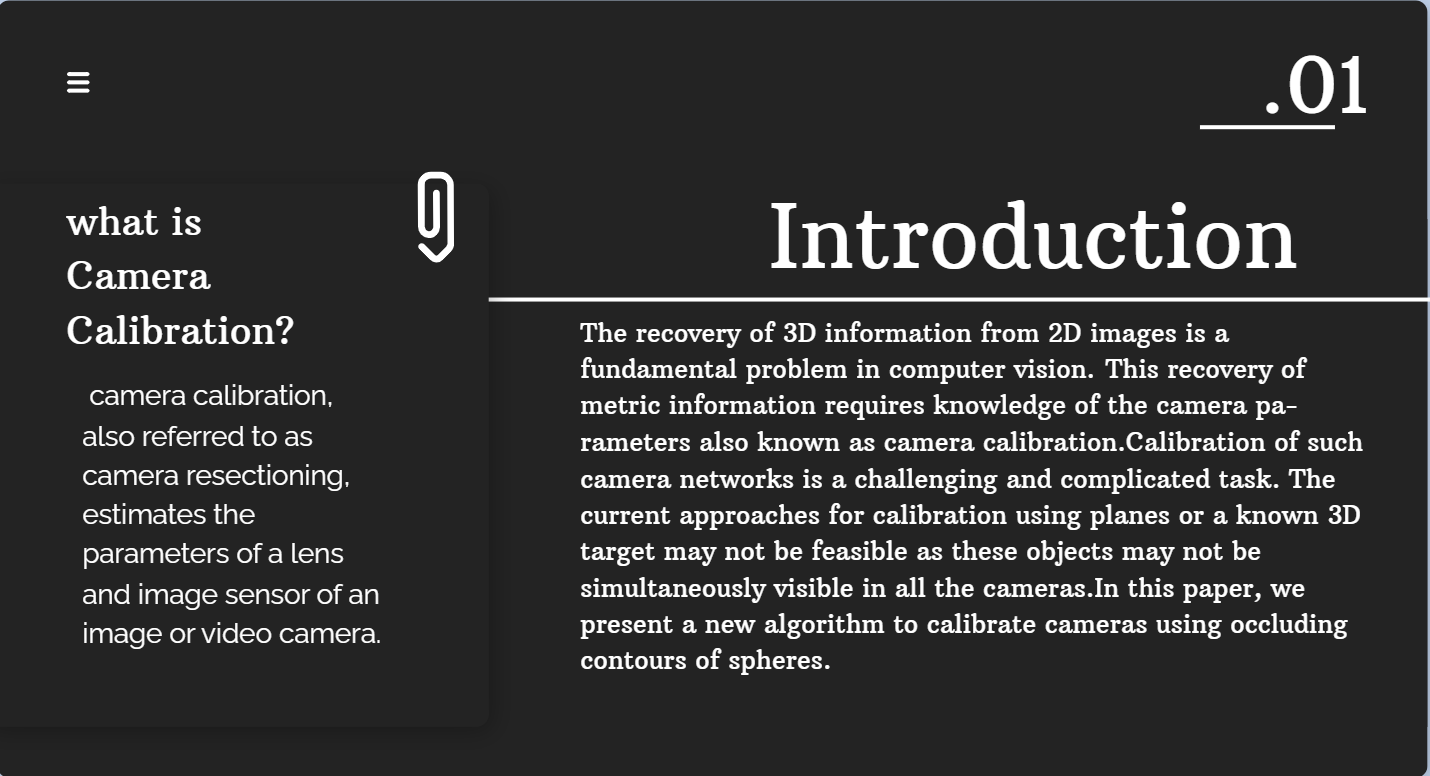 .01
what is
Camera
Calibration?
camera calibration,
also referred to as
camera resectioning,
estimates the
parameters of a lens
and image sensor of an
image or video camera.
Introduction
The recovery of 3D information from 2D images is a
fundamental problem in computer vision. This recovery of
metric information requires knowledge of the camera pa-
rameters also known as camera calibration.Calibration of such
camera networks is a challenging and complicated task. The
current approaches for calibration using planes or a known 3D
target may not be feasible as these objects may not be
simultaneously visible in all the cameras.In this paper, we
present a new algorithm to calibrate cameras using occluding
contours of spheres.